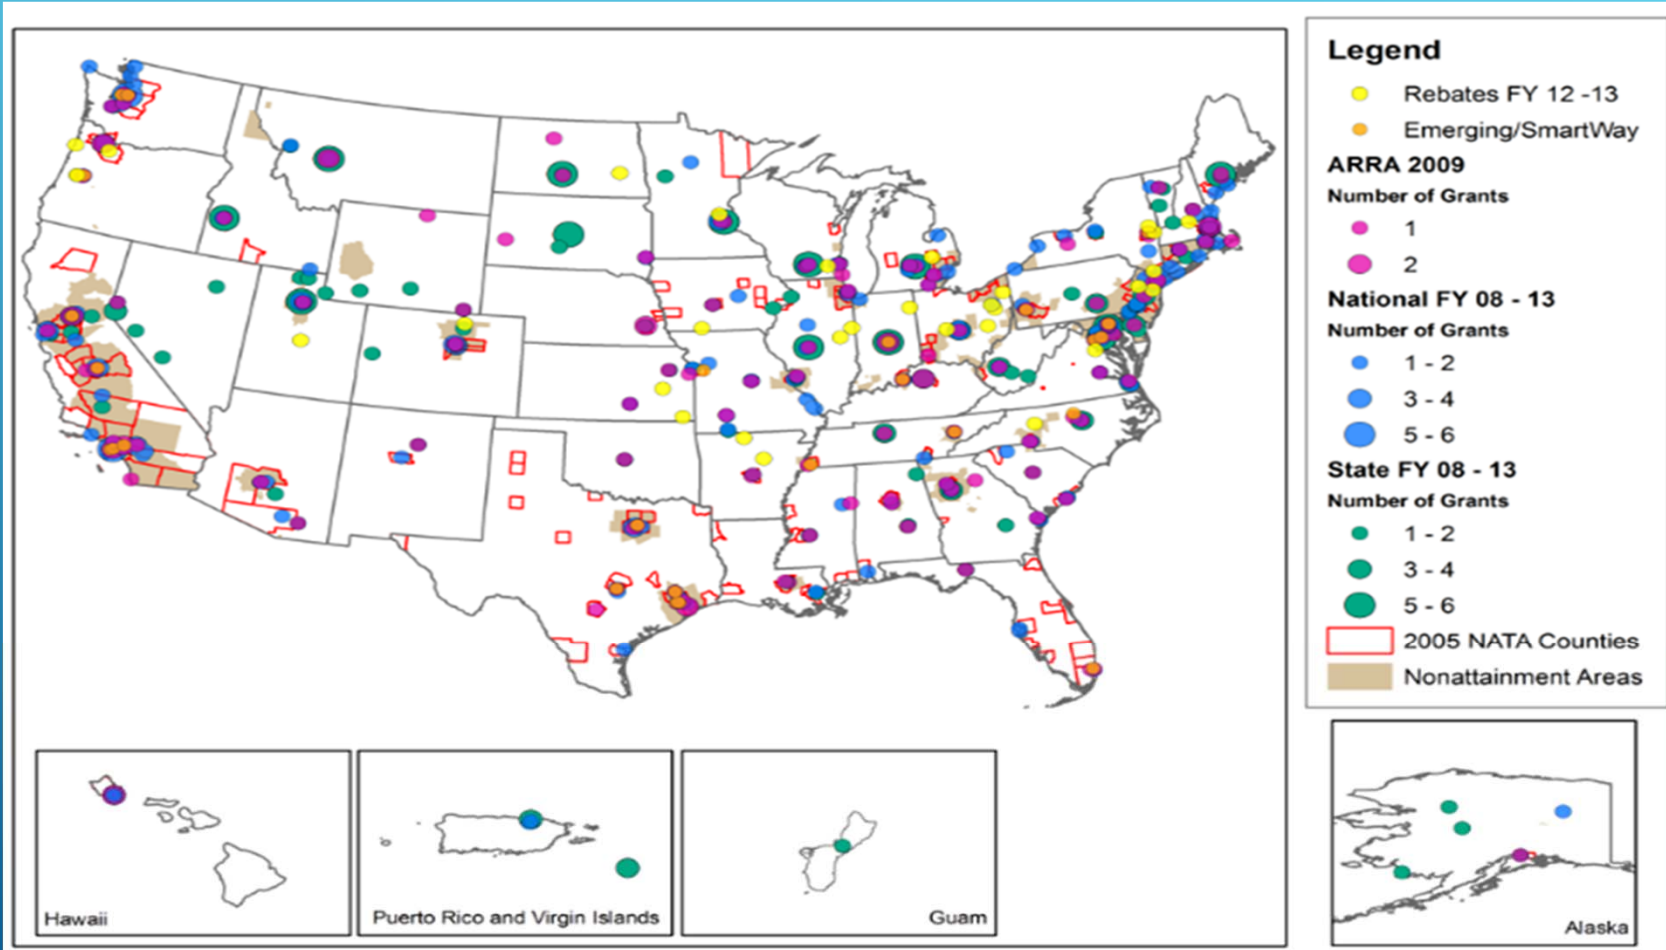 Legend
Rebates FY 12 -13
Emerging/SmartWay
ARRA 2009
Number of Grants
1
2
National FY 08 - 13
Number of Grants
1 - 2
3 - 4
5 - 6
State FY 08 - 13
Number of Grants
1 - 2
3 - 4
5 - 6
2005 NATA Counties
Nonattainment Areas
Hawaii
Puerto Rico and Virgin Islands
Guam
Alaska